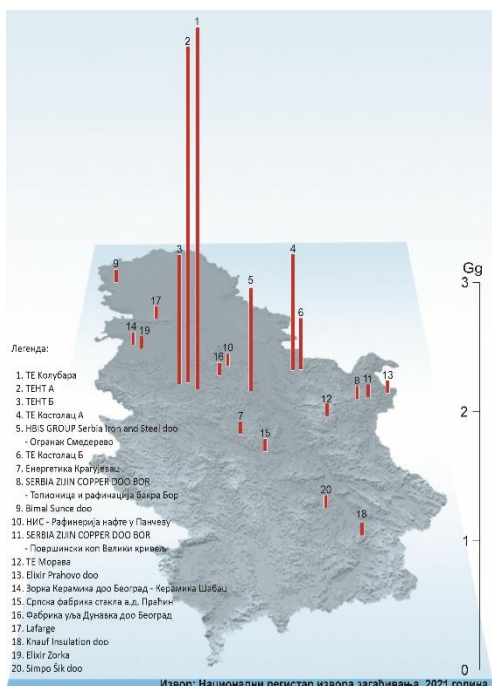 1
2
3
4
5
6
7
8
9
10
11
12
13
14
15
16
17
18
19
20
Gg
3
2
1
0
Легенда:
1. ТЕ Колубара
2. ТЕНТ А
3. ТЕНТ Б
4. ТЕ Костолац А
5. HBIS GROUP Serbia Iron and Steel doo
- Огранак Смедерево
6. ТЕ Костолац Б
7. Енергетика Крагујевац
8. SERBIA ZIJIN COPPER DOO BOR
- Топионица и рафинација бакра Бор
9. Bimal Sunce doo
10. НИС - Рафинерија нафте у Панчеву
11. SERBIA ZIJIN COPPER DOO BOR
- Површински коп Велики кривељ
12. ТЕ Морава
13. Elixir Prahovo doo
14. Зорка Керамика доо Београд - Керамика Шабац
15. Српска фабрика стакла а.д. Праћин
16. Фабрика уља Дунавка доо Београд
17. Lafarge
18. Knauf Insulation doo
19. Elixir Zorka
20. Simpo Šik doo
Извор: Национални регистар извора загађивања, 2021 година